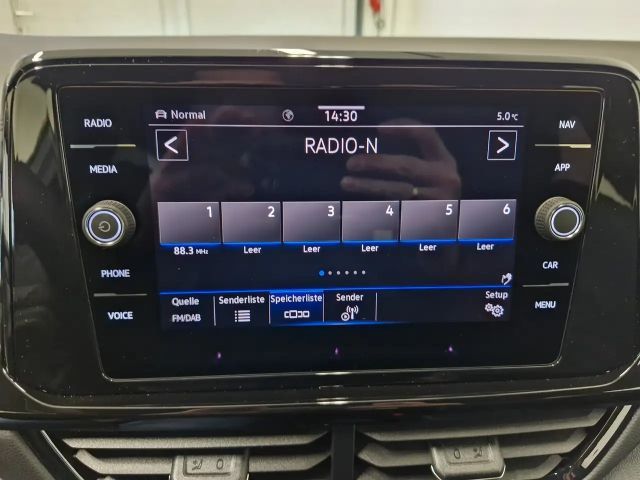 Normal 14:30 5.0°C
RADIO
MEDIA
PHONE
VOICE
NAV
APP
CAR
MENU
< RADIO-N >
1 2 3 4 5 6
88.3 MHz Leer Leer Leer Leer Leer
Quelle Senderliste Speicherliste Sender Setup
FM/DAB